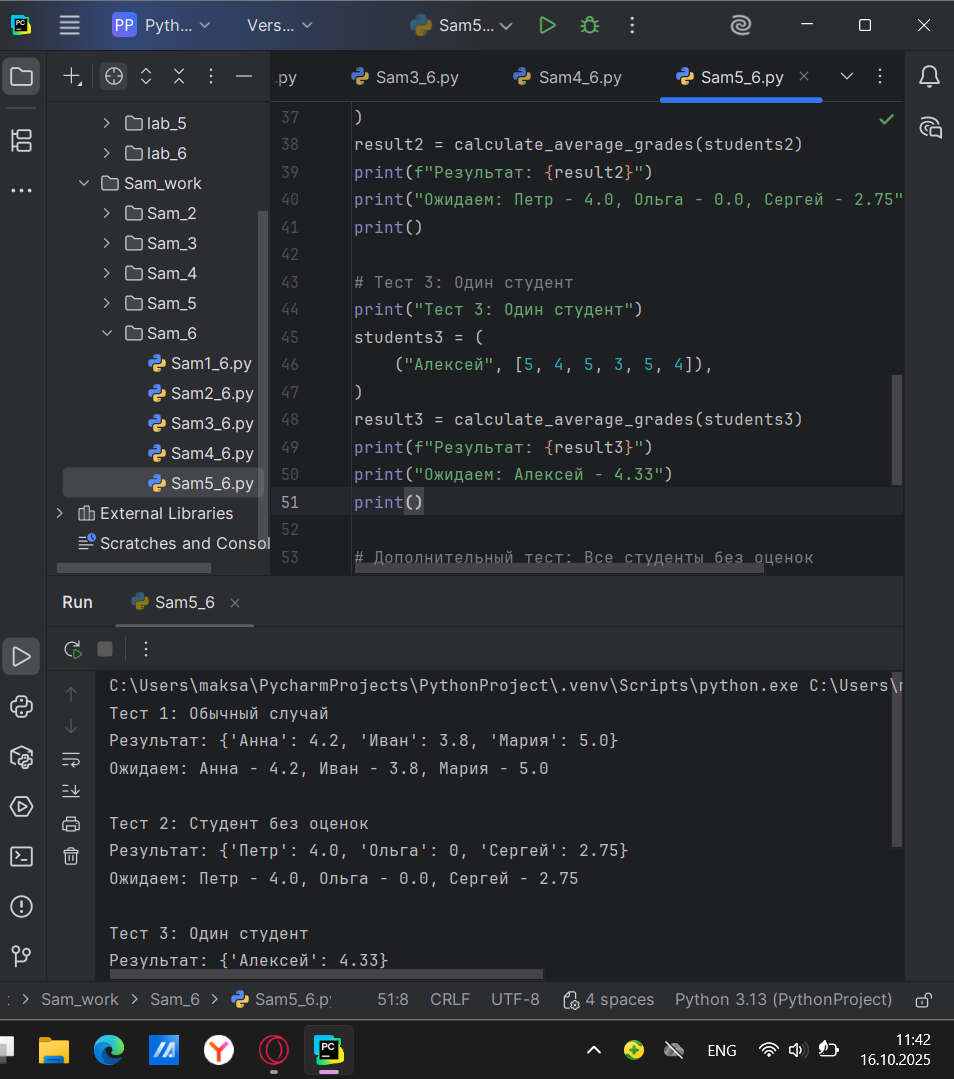 PC
PP Pyth... Vers... Sam5...
.py Sam3_6.py Sam4_6.py Sam5_6.py
lab_5
lab_6
Sam_work
Sam_2
Sam_3
Sam_4
Sam_5
Sam_6
Sam1_6.py
Sam2_6.py
Sam3_6.py
Sam4_6.py
Sam5_6.py
External Libraries
Scratches and Consol
37 )
38 result2 = calculate_average_grades(students2)
39 print(f"Результат: {result2}")
40 print("Ожидаем: Петр - 4.0, Ольга - 0.0, Сергей - 2.75"
41 print()
42
43 # Тест 3: Один студент
44 print("Тест 3: Один студент")
45 students3 = (
46 ("Алексей", [5, 4, 5, 3, 5, 4]),
47 )
48 result3 = calculate_average_grades(students3)
49 print(f"Результат: {result3}")
50 print("Ожидаем: Алексей - 4.33")
51 print()
52
53 # Дополнительный тест: Все студенты без оценок
Run Sam5_6
C:\Users\maksa\PycharmProjects\PythonProject\.venv\Scripts\python.exe C:\Users\
Тест 1: Обычный случай
Результат: {'Анна': 4.2, 'Иван': 3.8, 'Мария': 5.0}
Ожидаем: Анна - 4.2, Иван - 3.8, Мария - 5.0
Тест 2: Студент без оценок
Результат: {'Петр': 4.0, 'Ольга': 0, 'Сергей': 2.75}
Ожидаем: Петр - 4.0, Ольга - 0.0, Сергей - 2.75
Тест 3: Один студент
Результат: {'Алексей': 4.33}
Sam_work Sam_6 Sam5_6.py 51:8 CRLF UTF-8 4 spaces Python 3.13 (PythonProject)
PC ENG 11:42
16.10.2025